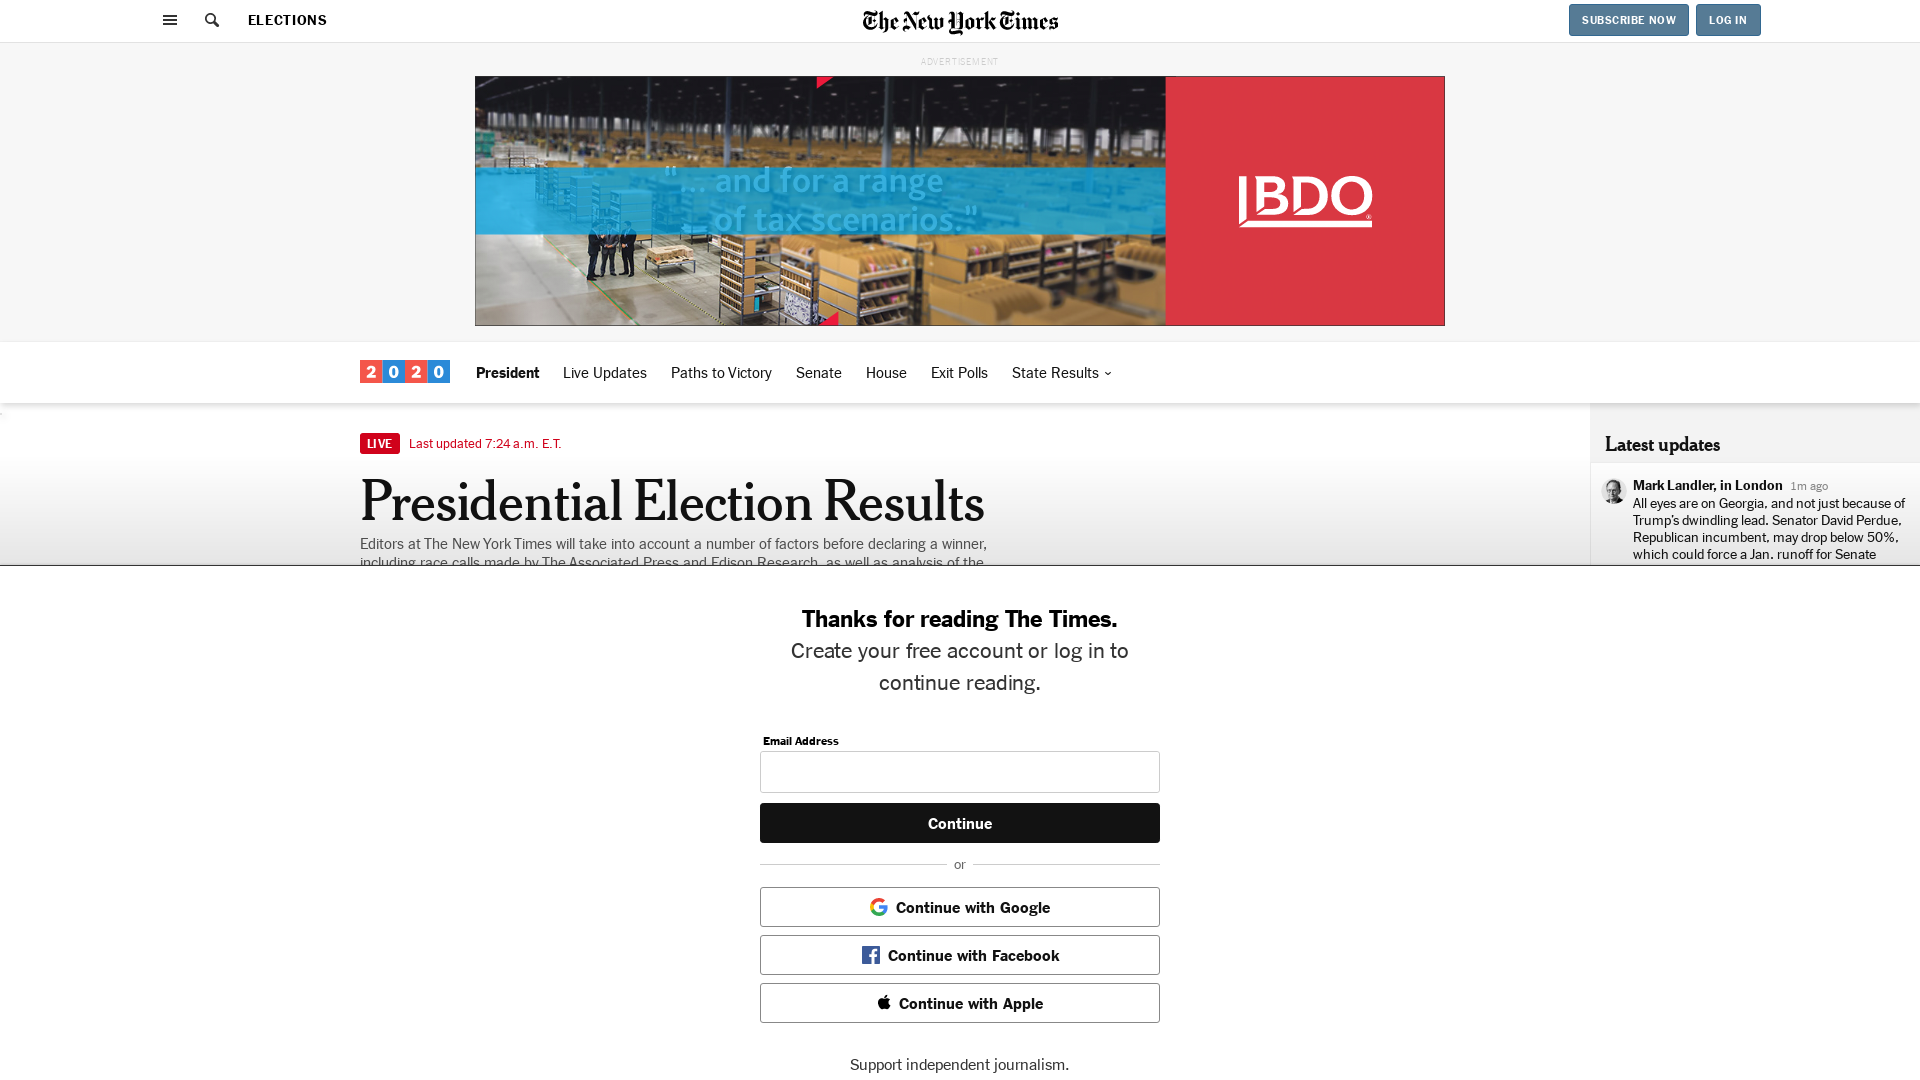 ELECTIONS
The New York Times
SUBSCRIBE NOW
LOG IN
ADVERTISEMENT
"... and for a range
of tax scenarios."
BDO
®
2020
President
Live Updates
Paths to Victory
Senate
House
Exit Polls
State Results
LIVE
Last updated 7:24 a.m. E.T.
Presidential Election Results
Editors at The New York Times will take into account a number of factors before declaring a winner,
including race calls made by The Associated Press and Edison Research, as well as analysis of the
Latest updates
Mark Landler, in London 1m ago
All eyes are on Georgia, and not just because of
Trump's dwindling lead. Senator David Perdue,
Republican incumbent, may drop below 50%,
which could force a Jan. runoff for Senate
Thanks for reading The Times.
Create your free account or log in to
continue reading.
Email Address
Continue
or
Continue with Google
Continue with Facebook
Continue with Apple
Support independent journalism.